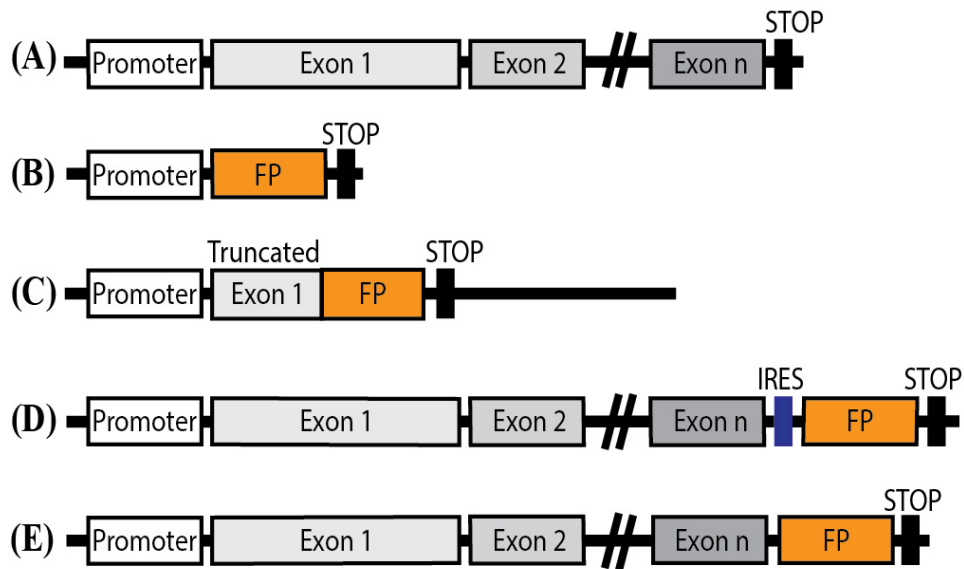 STOP
(A) Promoter Exon 1 Exon 2 Exon n
STOP
(B) Promoter FP
Truncated STOP
(C) Promoter Exon 1 FP
IRES STOP
(D) Promoter Exon 1 Exon 2 Exon n FP
STOP
(E) Promoter Exon 1 Exon 2 Exon n FP